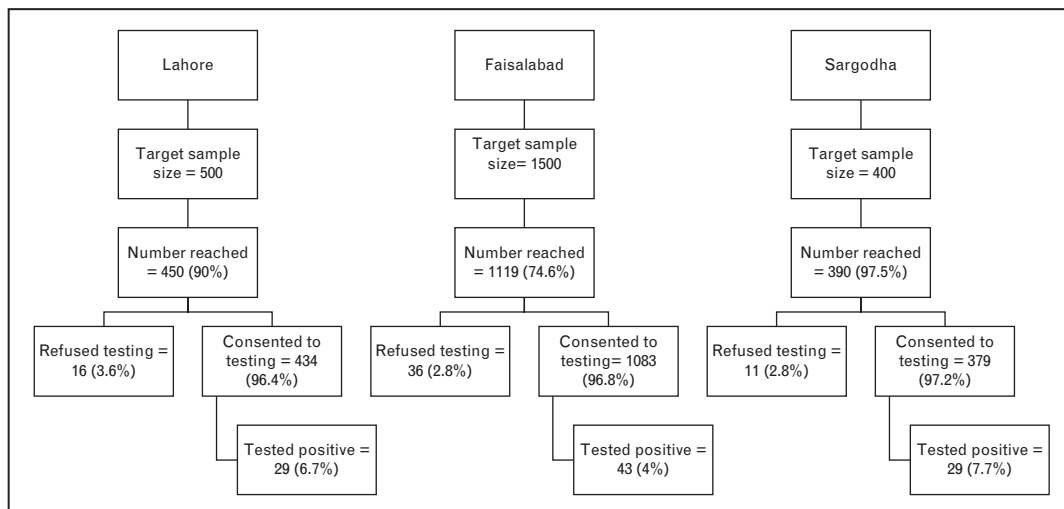 Lahore
Target sample
size = 500
Number reached
= 450 (90%)
Refused testing =
16 (3.6%)
Consented to
testing = 434
(96.4%)
Tested positive =
29 (6.7%)
Faisalabad
Target sample
size= 1500
Number reached
= 1119 (74.6%)
Refused testing =
36 (2.8%)
Consented to
testing= 1083
(96.8%)
Tested positive =
43 (4%)
Sargodha
Target sample
size = 400
Number reached
= 390 (97.5%)
Refused testing =
11 (2.8%)
Consented to
testing = 379
(97.2%)
Tested positive =
29 (7.7%)